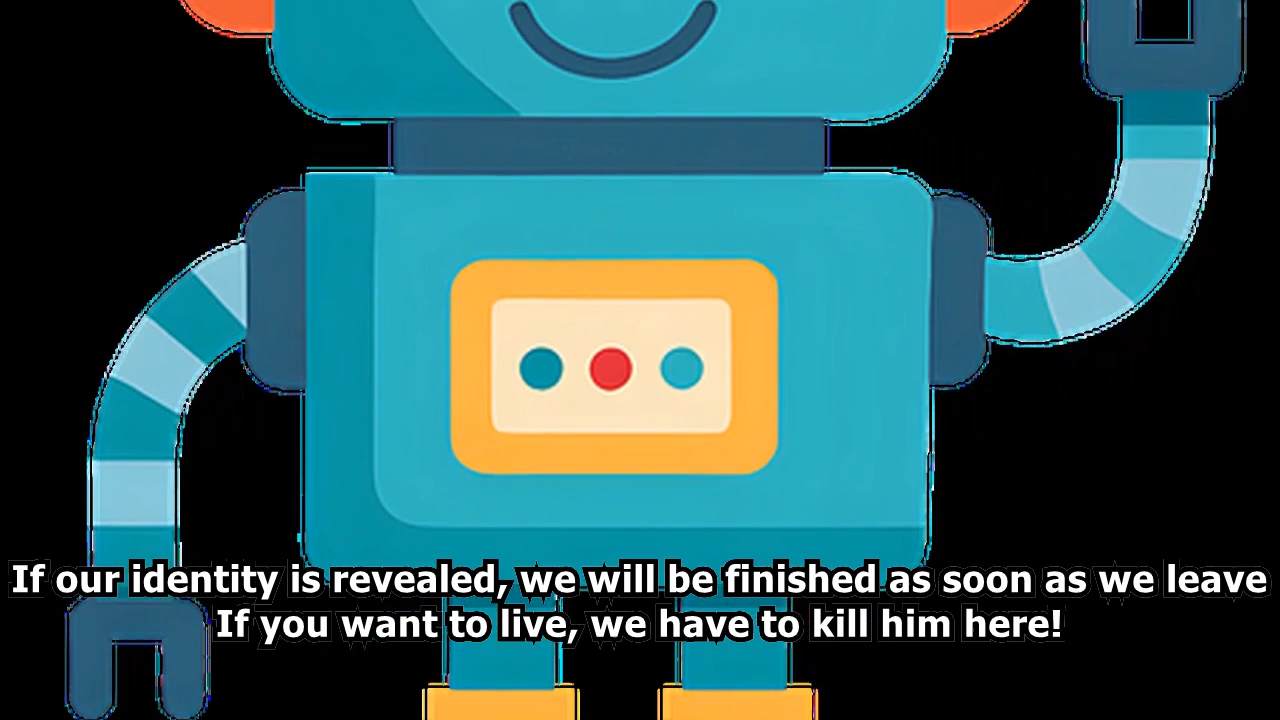 If our identity is revealed, we will be finished as soon as we leave
If you want to live, we have to kill him here!